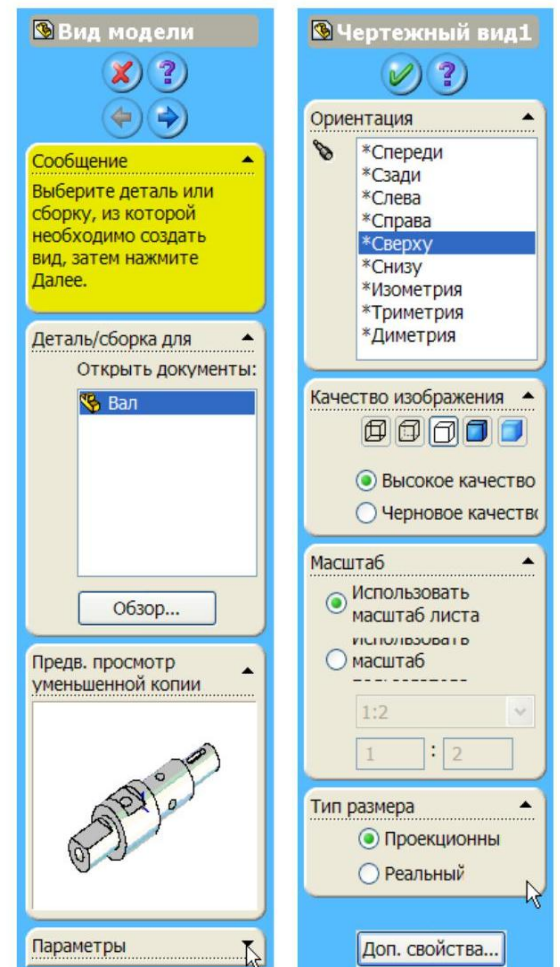 Вид модели
Сообщение
Выберите деталь или
сборку, из которой
необходимо создать
вид, затем нажмите
Далее.
Деталь/сборка для
Открыть документы:
Вал
Обзор...
Предв. просмотр
уменьшенной копии
Параметры
Чертежный вид1
Ориентация
*Спереди
*Сзади
*Слева
*Справа
*Сверху
*Снизу
*Изометрия
*Триметрия
*Диметрия
Качество изображения
Высокое качество
Черновое качество
Масштаб
Использовать
масштаб листа
использовать
масштаб
1:2
1 : 2
Тип размера
Проекционны
Реальный
Доп. свойства...